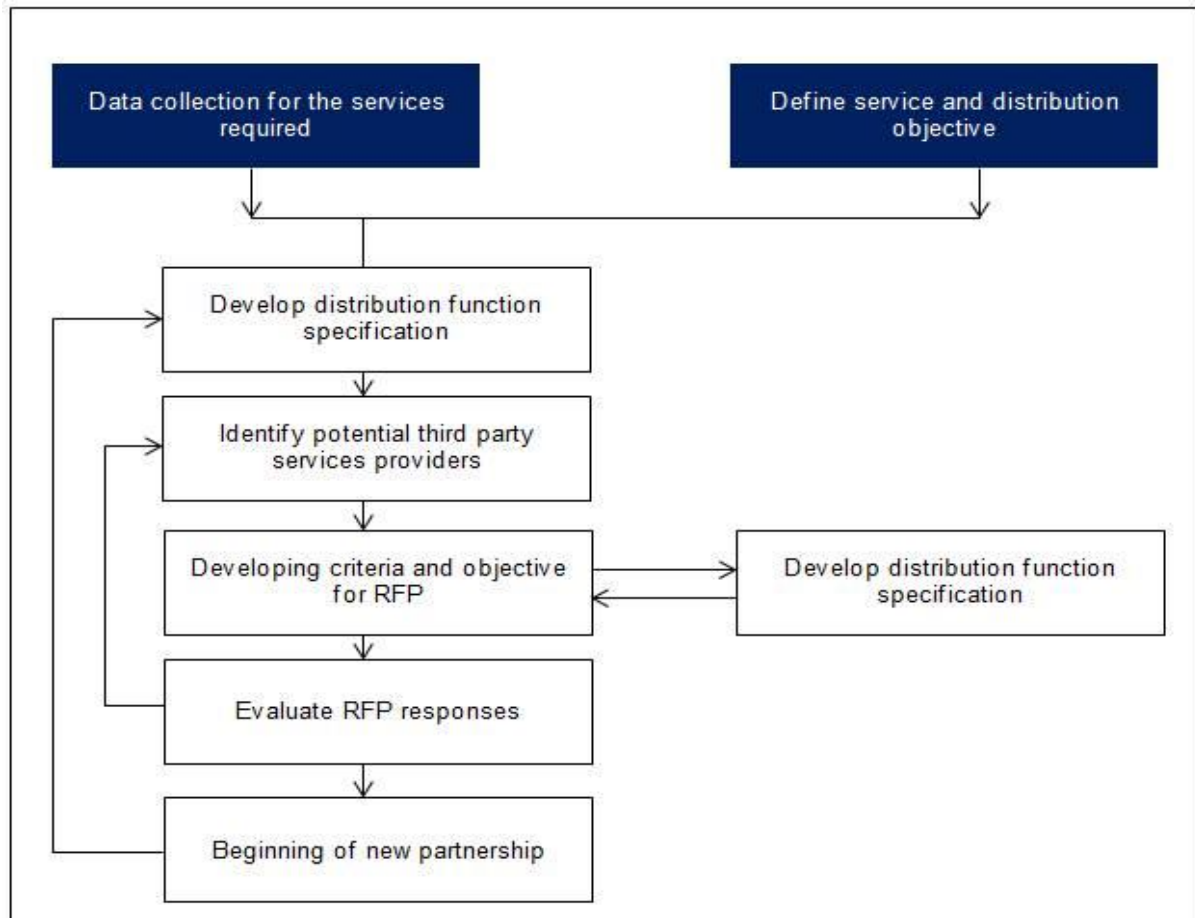 Data collection for the services
required
Define service and distribution
objective
Develop distribution function
specification
Identify potential third party
services providers
Developing criteria and objective
for RFP
Develop distribution function
specification
Evaluate RFP responses
Beginning of new partnership